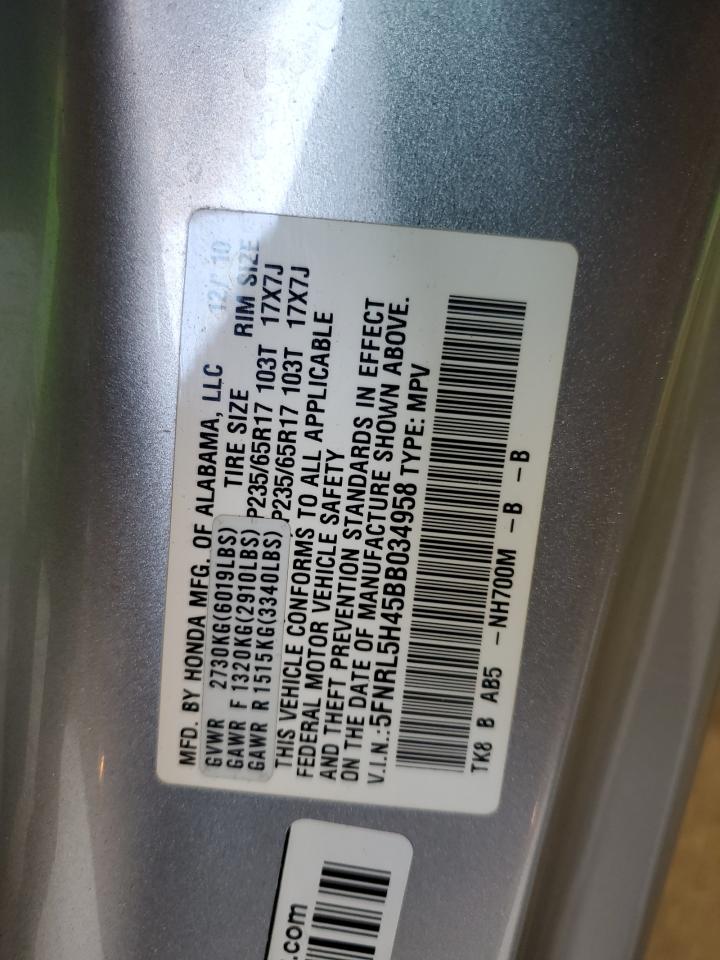 MFD. BY HONDA MFG. OF ALABAMA, LLC 10
GVWR 2730KG(6019LBS) TIRE SIZE RIM SIZE
GAWR F 1320KG(2910LBS) P235/65R17 103T 17X7J
GAWR R 1515KG(3340LBS) P235/65R17 103T 17X7J
THIS VEHICLE CONFORMS TO ALL APPLICABLE
FEDERAL MOTOR VEHICLE SAFETY
AND THEFT PREVENTION STANDARDS IN EFFECT
ON THE DATE OF MANUFACTURE SHOWN ABOVE.
V.I.N.:5FNRL5H45BB034958 TYPE: MPV
TK8 B AB5 -NH700M -B -B
.com